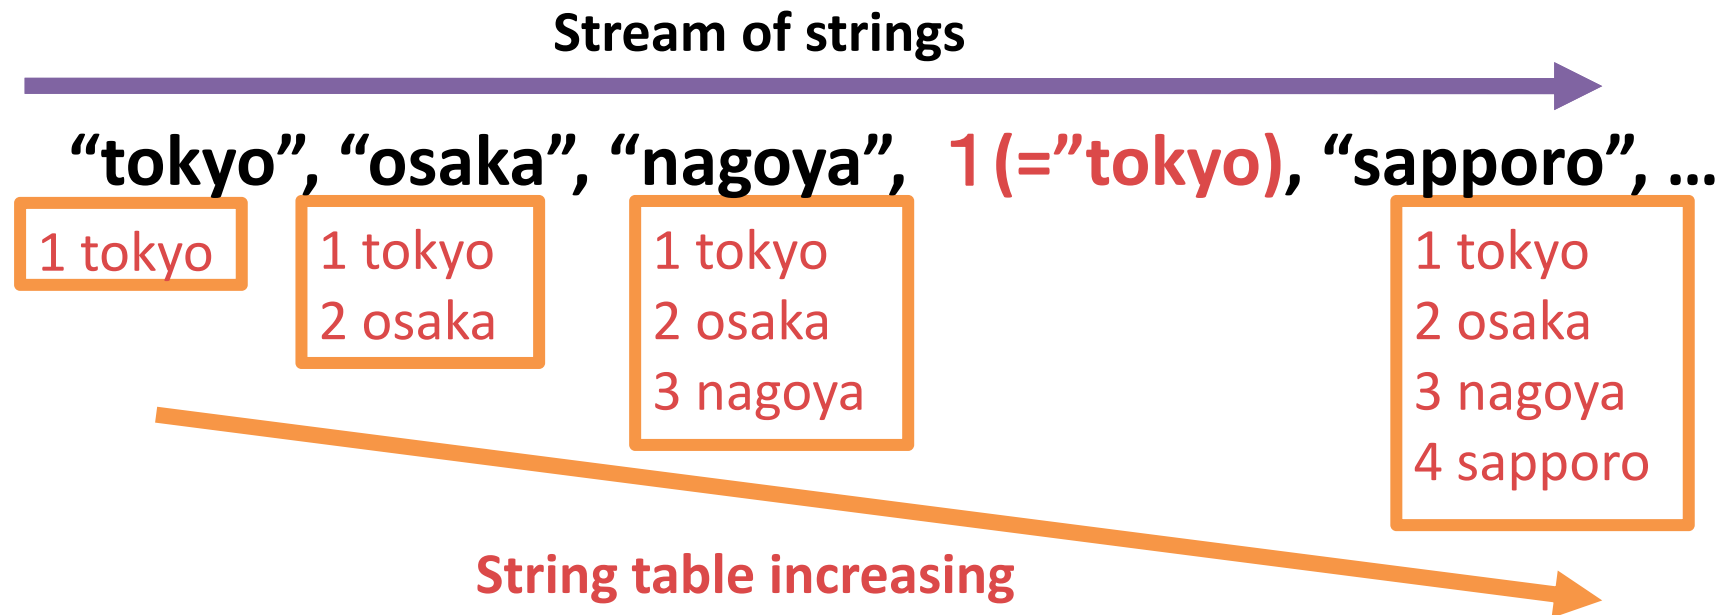 Stream of strings
“tokyo”, “osaka”, “nagoya”, 1(=”tokyo), “sapporo”, …
1 tokyo
1 tokyo
2 osaka
1 tokyo
2 osaka
3 nagoya
1 tokyo
2 osaka
3 nagoya
4 sapporo
String table increasing